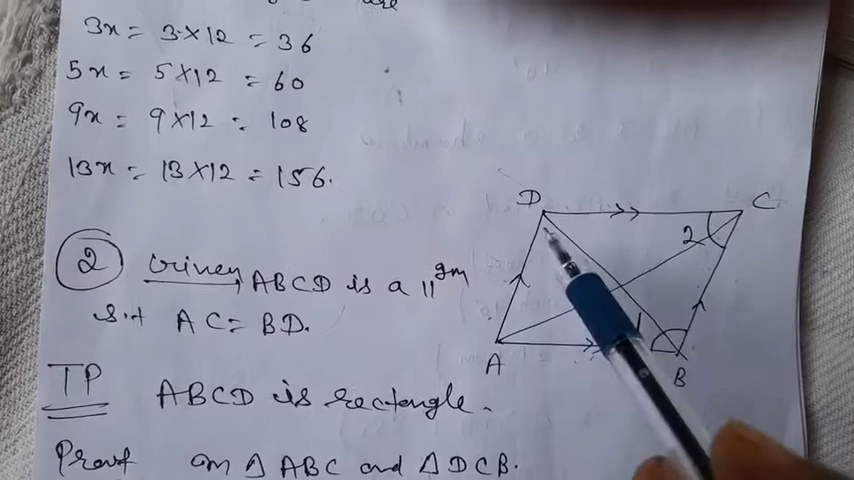 are
3x = 3×12 = 36
5x = 5×12 = 60
9x = 9×12 = 108
13x = 13×12 = 156.
② Given ABCD is a ||gm
S.t AC = BD.
TP ABCD is rectangle.
Proof In Δ ABC and Δ DCB.
D
C
2
1
A
B